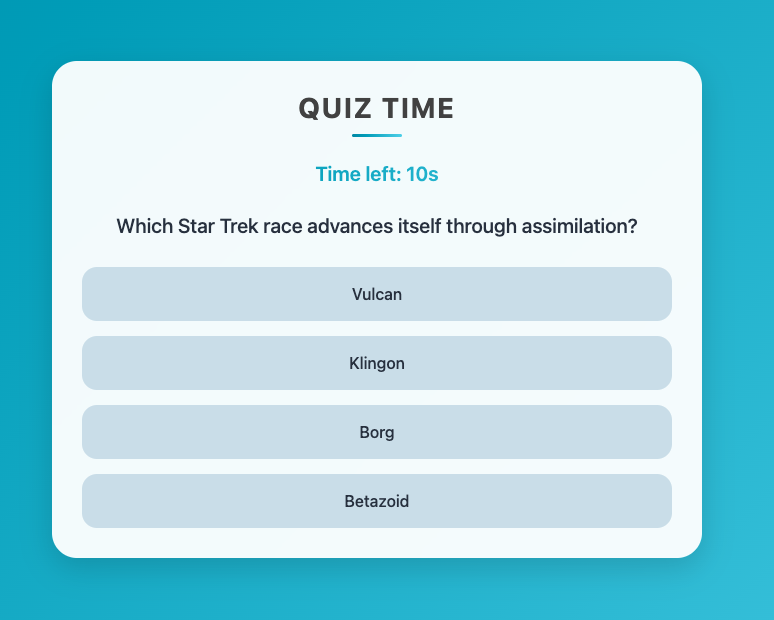 QUIZ TIME
Time left: 10s
Which Star Trek race advances itself through assimilation?
Vulcan
Klingon
Borg
Betazoid